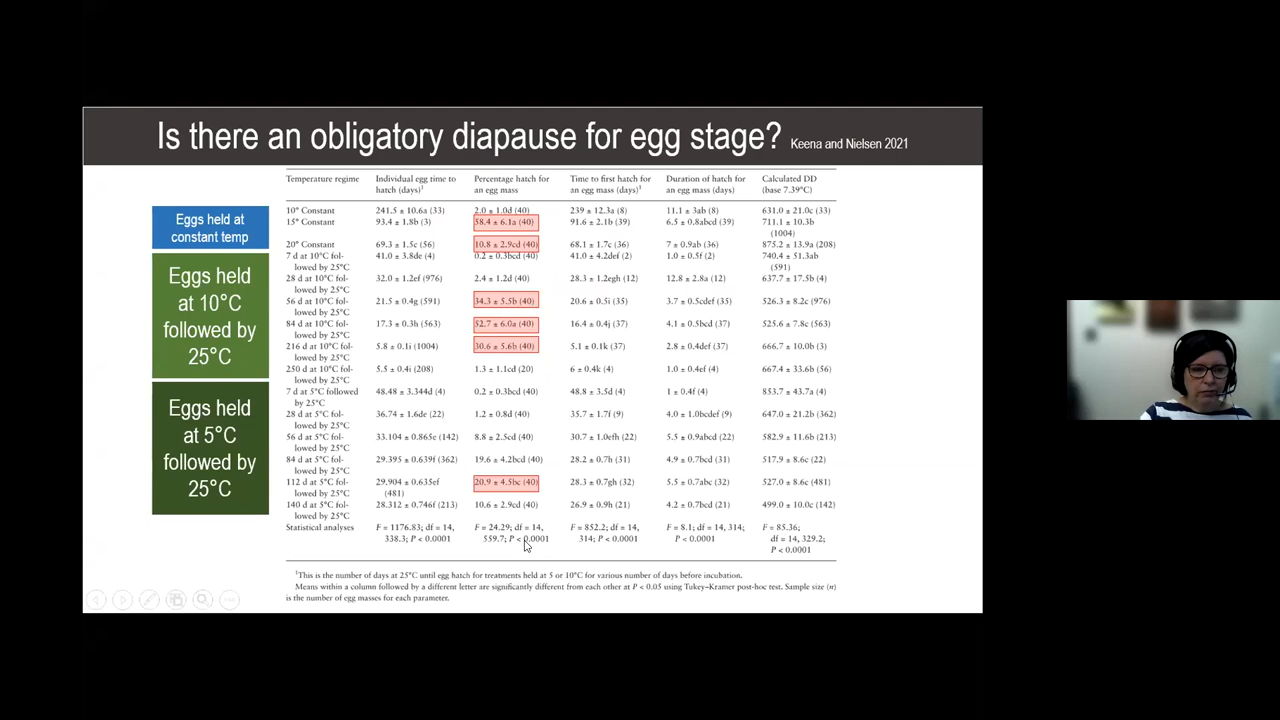 Is there an obligatory diapause for egg stage? Keena and Nielsen 2021
Eggs held at
constant temp
Eggs held
at 10°C
followed by
25°C
Eggs held
at 5°C
followed by
25°C
Temperature regime Individual egg time to Percentage hatch for Time to first hatch for Duration of hatch for Calculated DD
hatch (days)¹ an egg mass an egg mass (days)¹ an egg mass (days) (base 7.39°C)
10° Constant 241.5 ± 10.6a (33) 2.0 ± 1.0d (40) 239 ± 12.3a (8) 11.1 ± 3ab (8) 631.0 ± 21.0c (33)
15° Constant 93.4 ± 1.8b (3) 58.4 ± 6.1a (40) 91.6 ± 2.1b (39) 6.5 ± 0.8abcd (39) 711.1 ± 10.3b
(1004)
20° Constant 69.3 ± 1.5c (56) 10.8 ± 2.9cd (40) 68.1 ± 1.7c (36) 7 ± 0.9ab (36) 875.2 ± 13.9a (208)
7 d at 10°C fol- 41.0 ± 3.8de (4) 0.2 ± 0.3bcd (40) 41.0 ± 4.2def (2) 1.0 ± 0.5f (2) 740.4 ± 51.3ab
lowed by 25°C (591)
28 d at 10°C fol- 32.0 ± 1.2ef (976) 2.4 ± 1.2d (40) 28.3 ± 1.2egh (12) 12.8 ± 2.8a (12) 637.7 ± 17.5b (4)
lowed by 25°C
56 d at 10°C fol- 21.5 ± 0.4g (591) 34.3 ± 5.5b (40) 20.6 ± 0.5i (35) 3.7 ± 0.5cdef (35) 526.3 ± 8.2c (976)
lowed by 25°C
84 d at 10°C fol- 17.3 ± 0.3h (563) 52.7 ± 6.0a (40) 16.4 ± 0.4j (37) 4.1 ± 0.5bcd (37) 525.6 ± 7.8c (563)
lowed by 25°C
216 d at 10°C fol- 5.8 ± 0.1i (1004) 30.6 ± 5.6b (40) 5.1 ± 0.1k (37) 2.8 ± 0.4def (37) 666.7 ± 10.0b (3)
lowed by 25°C
250 d at 10°C fol- 5.5 ± 0.4i (208) 1.3 ± 1.1cd (20) 6 ± 0.4k (4) 1.0 ± 0.4ef (4) 667.4 ± 33.6b (56)
lowed by 25°C
7 d at 5°C followed 48.48 ± 3.344d (4) 0.2 ± 0.3bcd (40) 48.8 ± 3.5d (4) 1 ± 0.4f (4) 853.7 ± 43.7a (4)
by 25°C
28 d at 5°C fol- 36.74 ± 1.6de (22) 1.2 ± 0.8d (40) 35.7 ± 1.7f (9) 4.0 ± 1.0bcdef (9) 647.0 ± 21.2b (362)
lowed by 25°C
56 d at 5°C fol- 33.104 ± 0.865e (142) 8.8 ± 2.5cd (40) 30.7 ± 1.0efh (22) 5.5 ± 0.9abcd (22) 582.9 ± 11.6b (213)
lowed by 25°C
84 d at 5°C fol- 29.395 ± 0.639f (362) 19.6 ± 4.2bcd (40) 28.2 ± 0.7h (31) 4.9 ± 0.7bcd (31) 517.9 ± 8.6c (22)
lowed by 25°C
112 d at 5°C fol- 29.904 ± 0.635ef 20.9 ± 4.5bc (40) 28.3 ± 0.7gh (32) 5.5 ± 0.7abc (32) 527.0 ± 8.6c (481)
lowed by 25°C (481)
140 d at 5°C fol- 28.312 ± 0.746f (213) 10.6 ± 2.9cd (40) 26.9 ± 0.9h (21) 4.2 ± 0.7bcd (21) 499.0 ± 10.0c (142)
lowed by 25°C
Statistical analyses F = 1176.83; df = 14, F = 24.29; df = 14, F = 852.2; df = 14, F = 8.1; df = 14, 314; F = 85.36;
338.3; P < 0.0001 559.7; P < 0.0001 314; P < 0.0001 P < 0.0001 df = 14, 329.2;
P < 0.0001
¹This is the number of days at 25°C until egg hatch for treatments held at 5 or 10°C for various number of days before incubation.
Means within a column followed by a different letter are significantly different from each other at P < 0.05 using Tukey-Kramer post-hoc test. Sample size (n)
is the number of egg masses for each parameter.